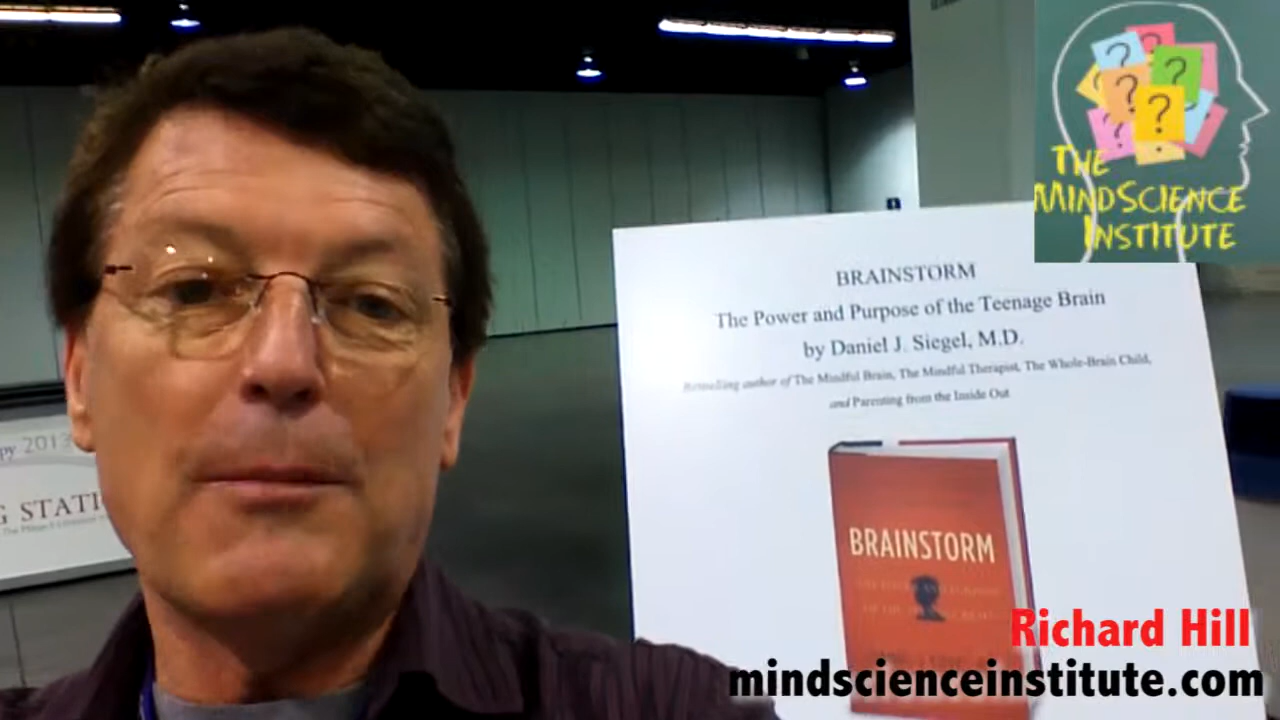 THE
MINDSCIENCE
INSTITUTE
BRAINSTORM
The Power and Purpose of the Teenage Brain
by Daniel J. Siegel, M.D.
Bestselling author of The Mindful Brain, The Mindful Therapist, The Whole-Brain Child,
and Parenting from the Inside Out
py 2013
G STATI
BRAINSTORM
Richard Hill
mindscienceinstitute.com